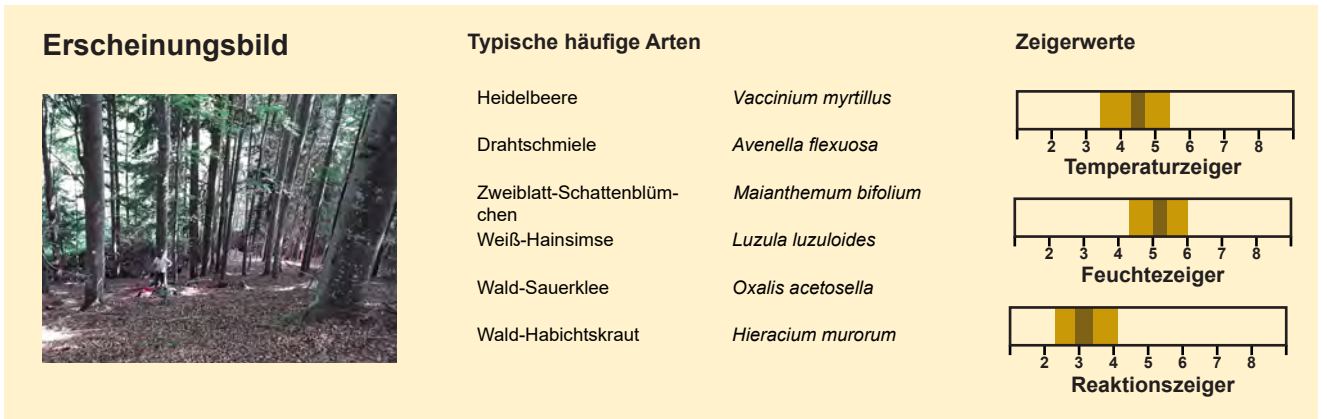 Erscheinungsbild
Typische häufige Arten
Heidelbeere Vaccinium myrtillus
Drahtschmiele Avenella flexuosa
Zweiblatt-Schattenblüm- Maianthemum bifolium
chen
Weiß-Hainsimse Luzula luzuloides
Wald-Sauerklee Oxalis acetosella
Wald-Habichtskraut Hieracium murorum
Zeigerwerte
2 3 4 5 6 7 8
Temperaturzeiger
2 3 4 5 6 7 8
Feuchtezeiger
2 3 4 5 6 7 8
Reaktionszeiger